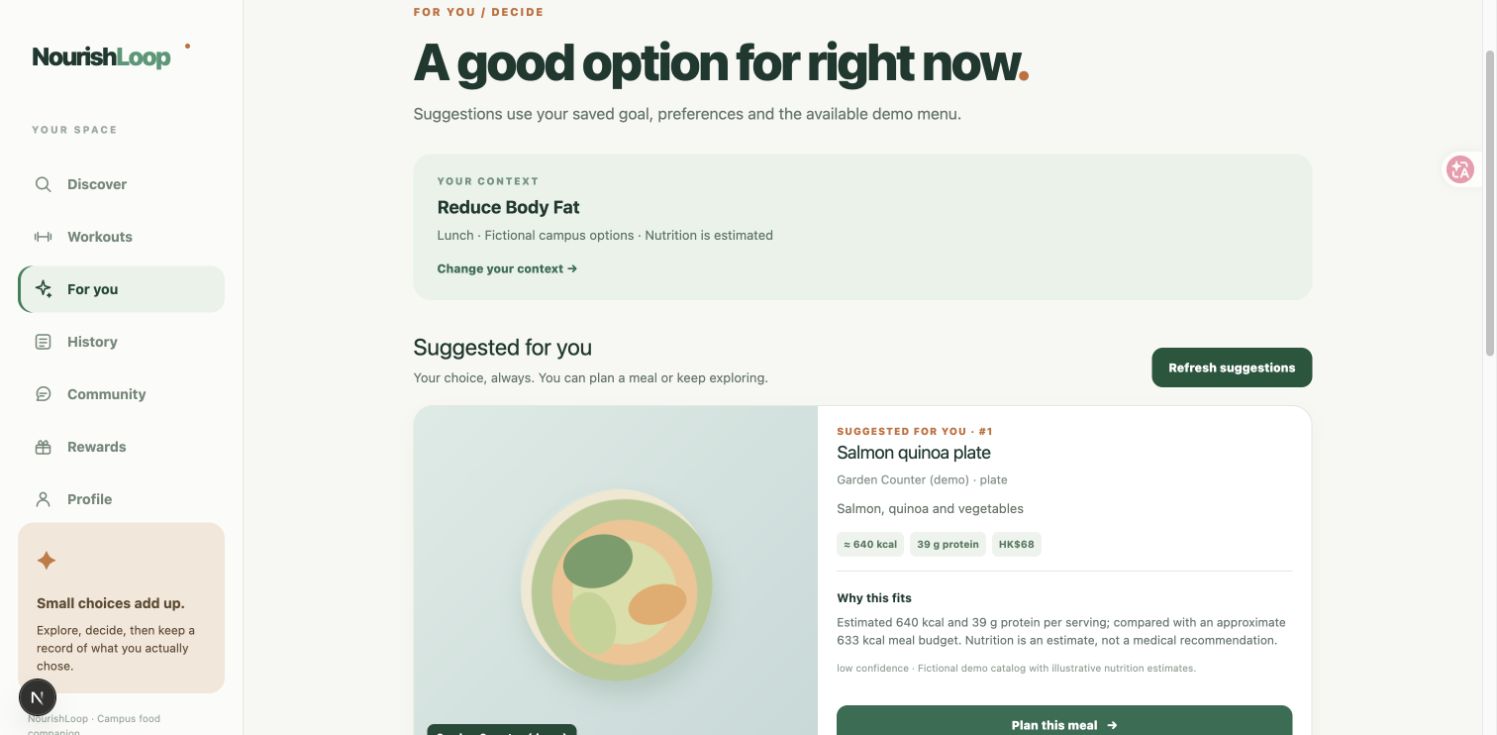 NourishLoop
YOUR SPACE
Discover
Workouts
For you
History
Community
Rewards
Profile
Small choices add up.
Explore, decide, then keep a
record of what you actually
chose.
N
NourishLoop · Campus food
companion
FOR YOU / DECIDE
A good option for right now.
Suggestions use your saved goal, preferences and the available demo menu.
YOUR CONTEXT
Reduce Body Fat
Lunch · Fictional campus options · Nutrition is estimated
Change your context →
Suggested for you
Your choice, always. You can plan a meal or keep exploring.
Refresh suggestions
SUGGESTED FOR YOU · #1
Salmon quinoa plate
Garden Counter (demo) · plate
Salmon, quinoa and vegetables
≈ 640 kcal 39 g protein HK$68
Why this fits
Estimated 640 kcal and 39 g protein per serving; compared with an approximate
633 kcal meal budget. Nutrition is an estimate, not a medical recommendation.
low confidence · Fictional demo catalog with illustrative nutrition estimates.
Plan this meal →